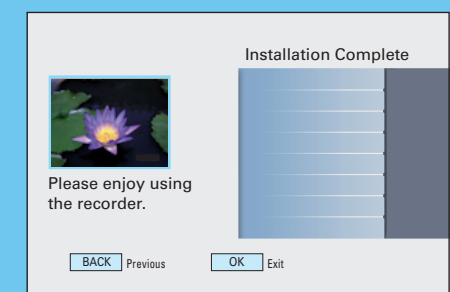 Installation Complete
Please enjoy using
the recorder.
BACK Previous OK Exit